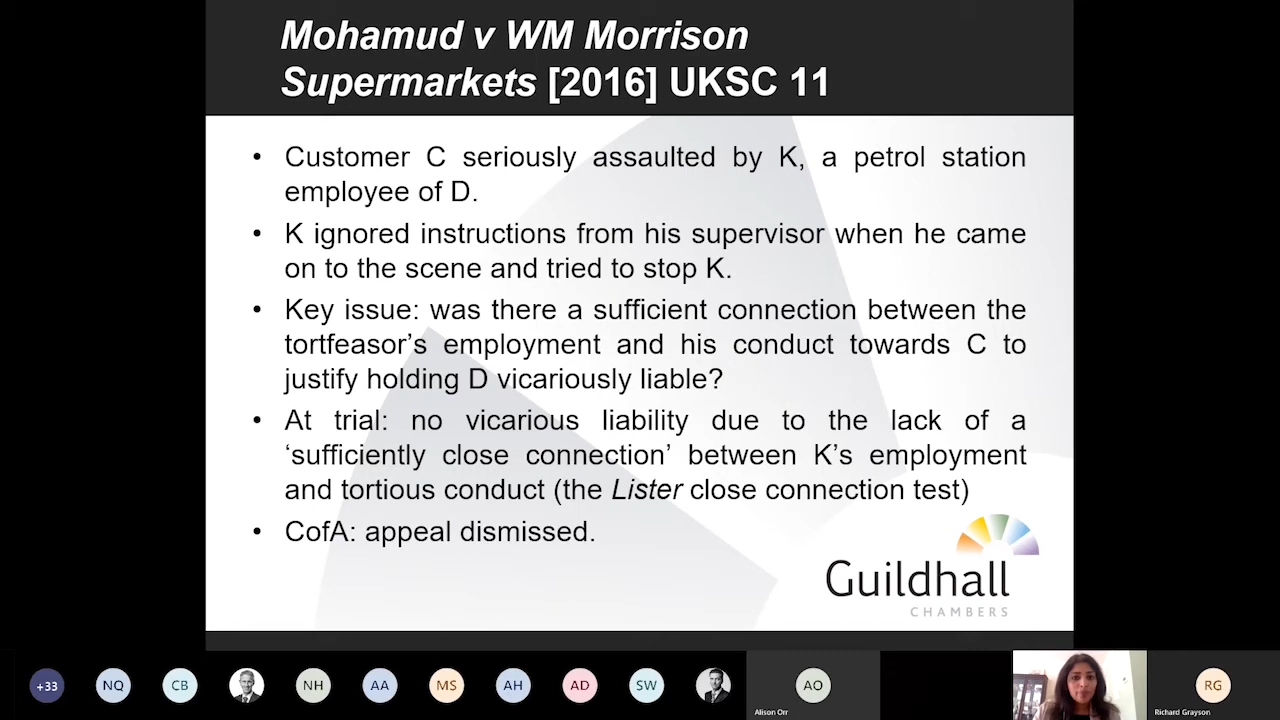 Mohamud v WM Morrison
Supermarkets [2016] UKSC 11
• Customer C seriously assaulted by K, a petrol station
employee of D.
• K ignored instructions from his supervisor when he came
on to the scene and tried to stop K.
• Key issue: was there a sufficient connection between the
tortfeasor’s employment and his conduct towards C to
justify holding D vicariously liable?
• At trial: no vicarious liability due to the lack of a
‘sufficiently close connection’ between K’s employment
and tortious conduct (the Lister close connection test)
• CofA: appeal dismissed.
Guildhall
CHAMBERS
+33
NQ
CB
NH
AA
MS
AH
AD
SW
AO
RG
Alison Orr
Richard Grayson